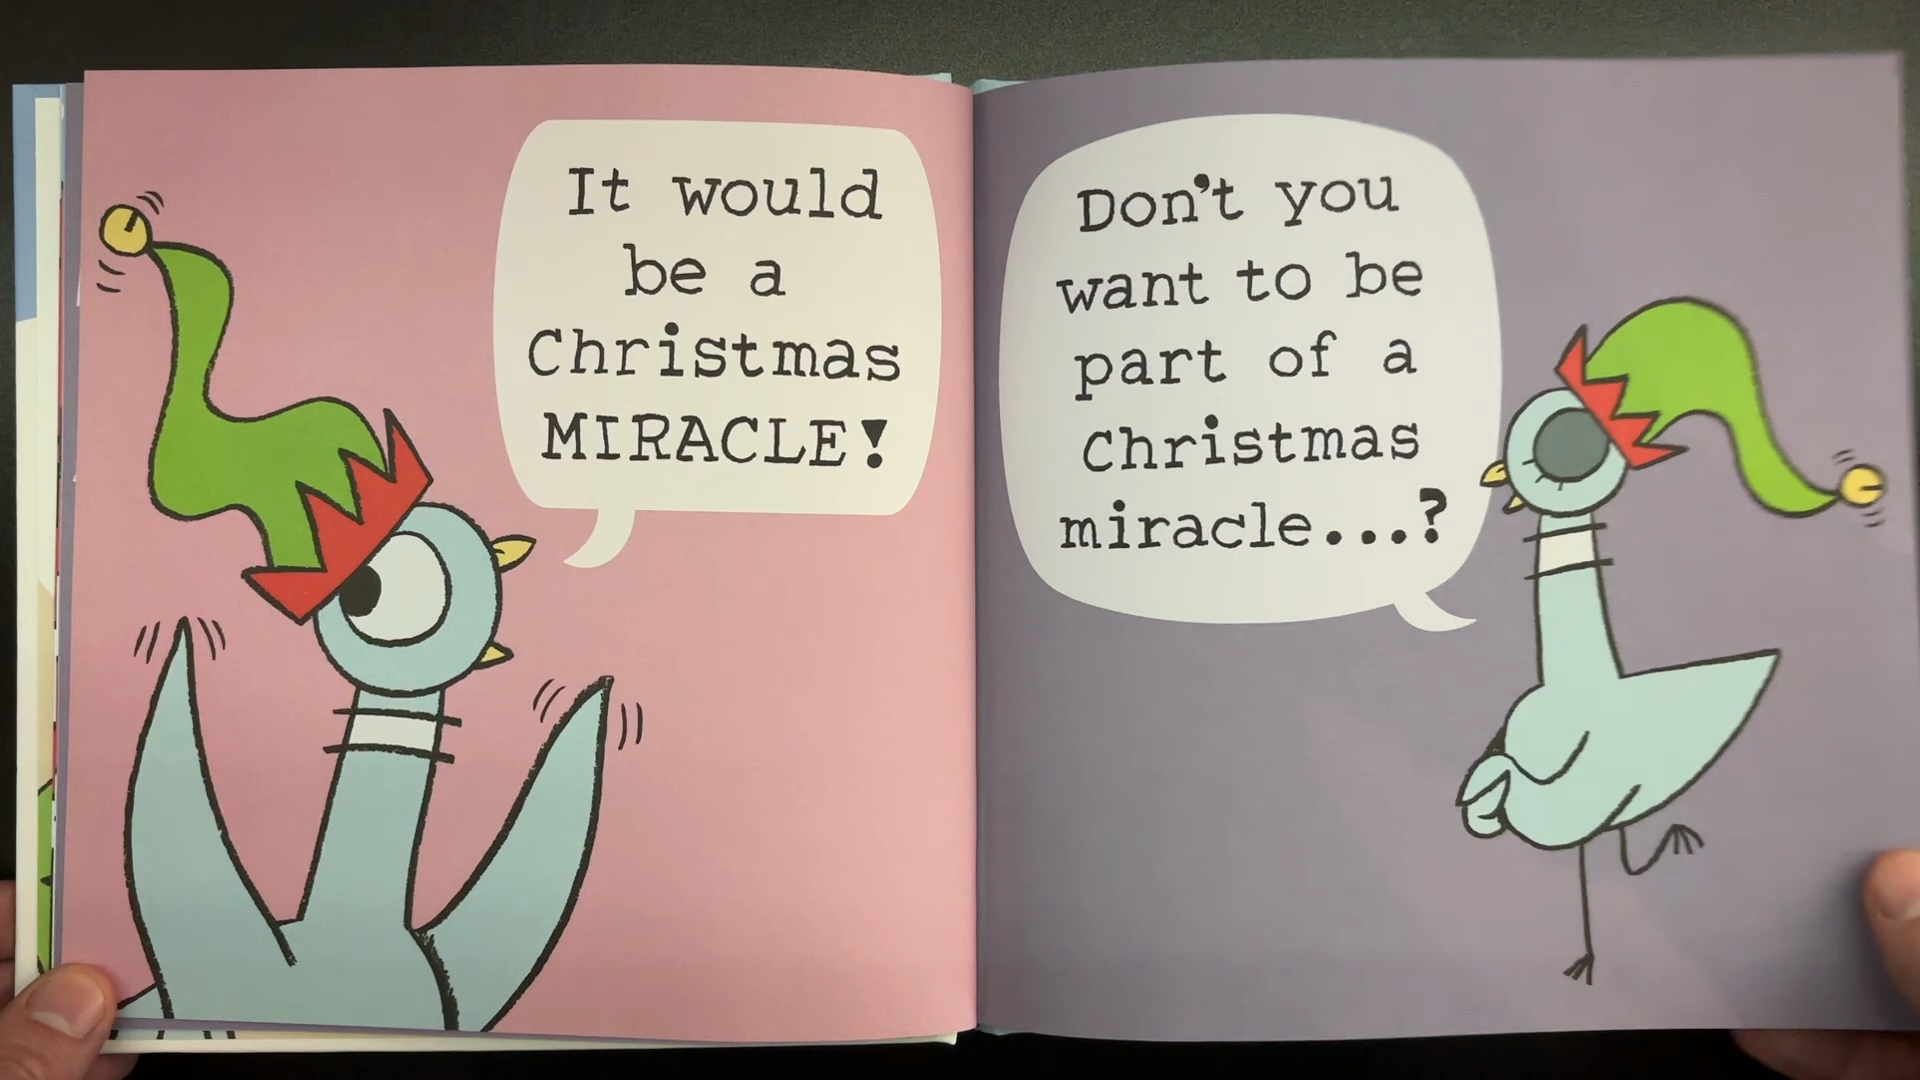 It would
be a
Christmas
MIRACLE!
Don't you
want to be
part of a
Christmas
miracle...?